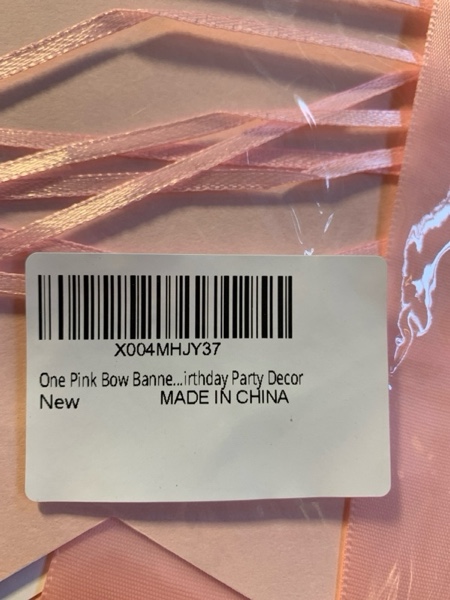 X004MHJY37
One Pink Bow Banne...irthday Party Decor
New MADE IN CHINA